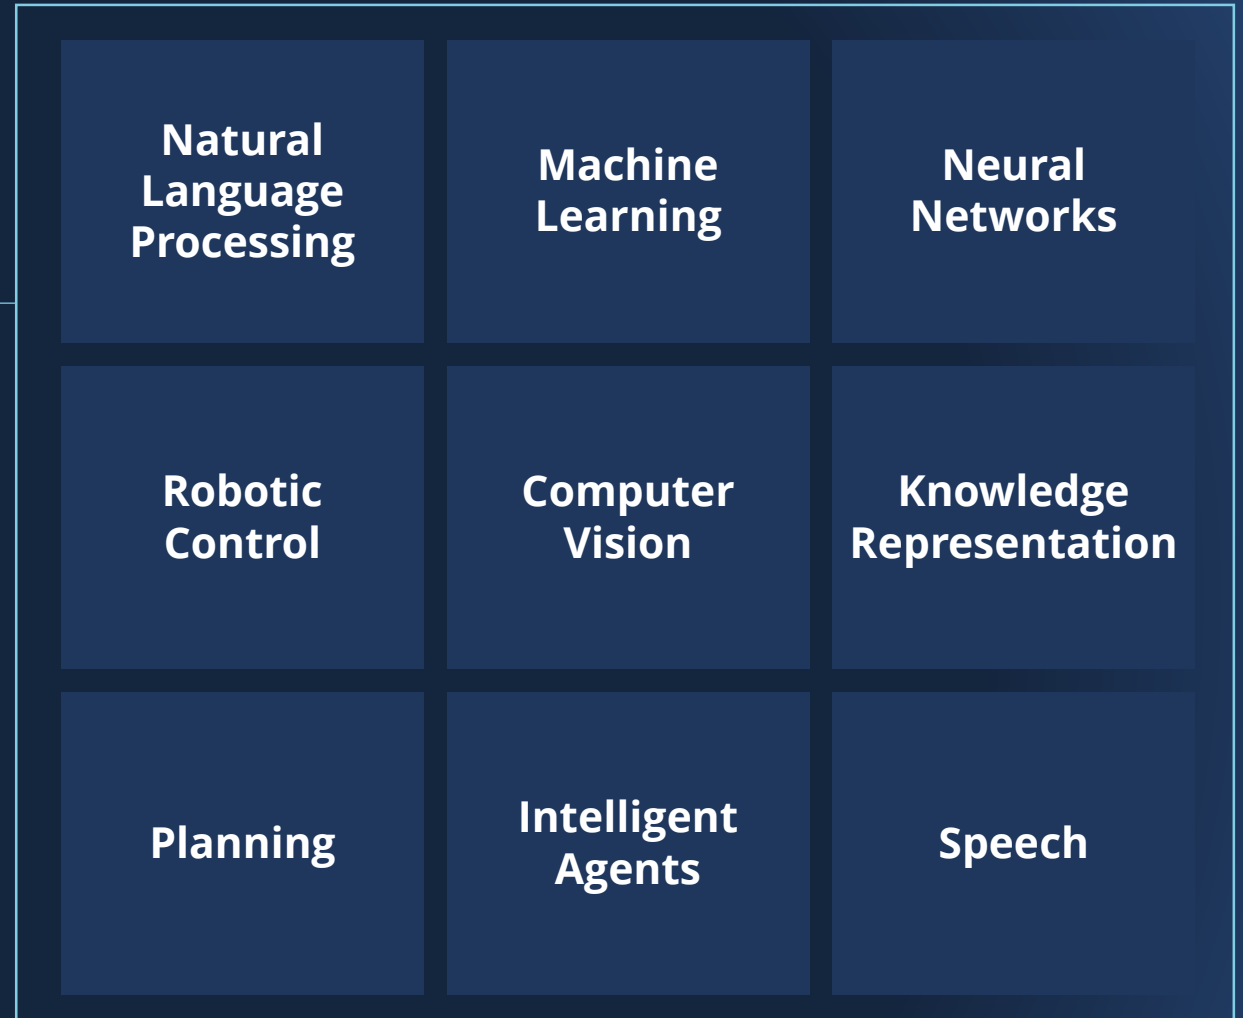 Natural
Language
Processing
Machine
Learning
Neural
Networks
Robotic
Control
Computer
Vision
Knowledge
Representation
Planning
Intelligent
Agents
Speech